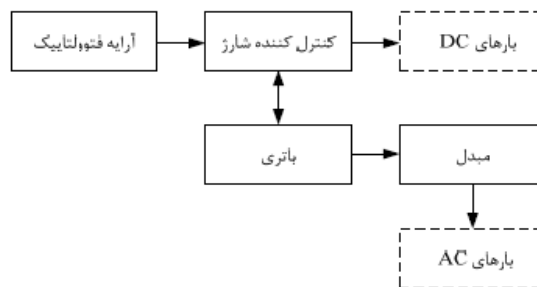 آرایه فتوولتاییک
کنترل کننده شارژ
بارهای DC
باتری
مبدل
بارهای AC